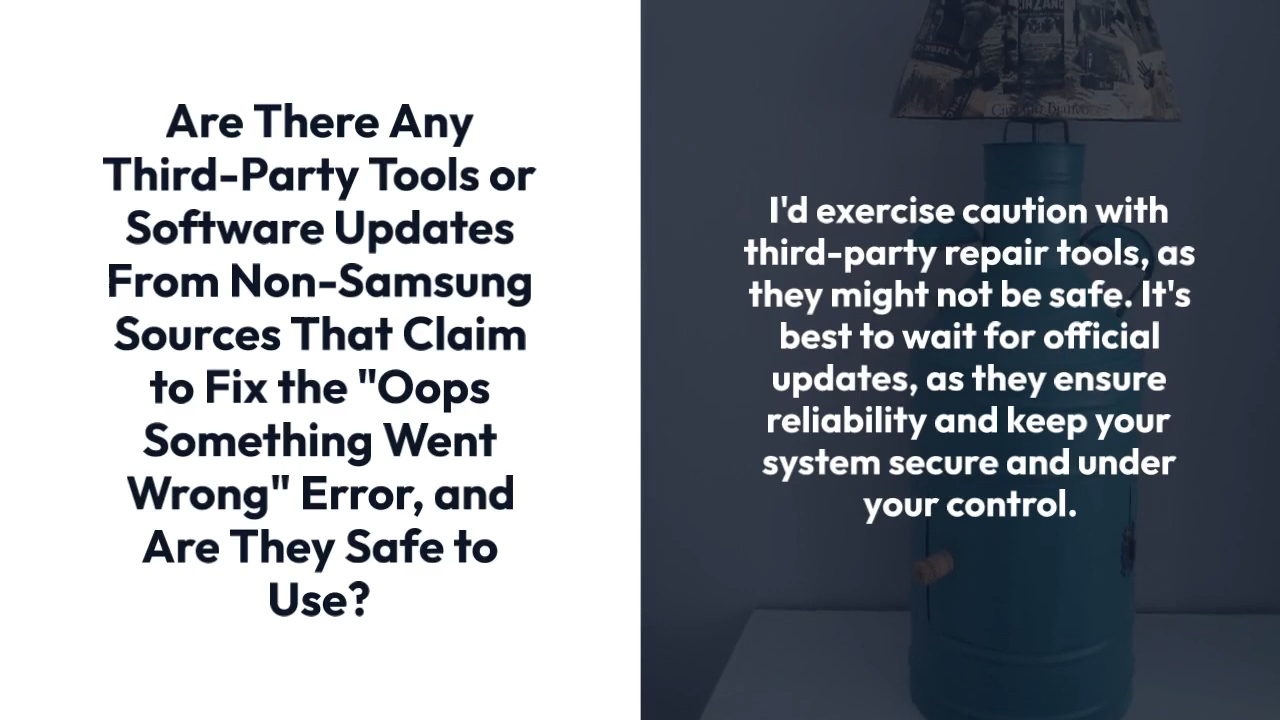 Are There Any
Third-Party Tools or
Software Updates
From Non-Samsung
Sources That Claim
to Fix the "Oops
Something Went
Wrong" Error, and
Are They Safe to
Use?
CINZANO
I'd exercise caution with
third-party repair tools, as
they might not be safe. It's
best to wait for official
updates, as they ensure
reliability and keep your
system secure and under
your control.